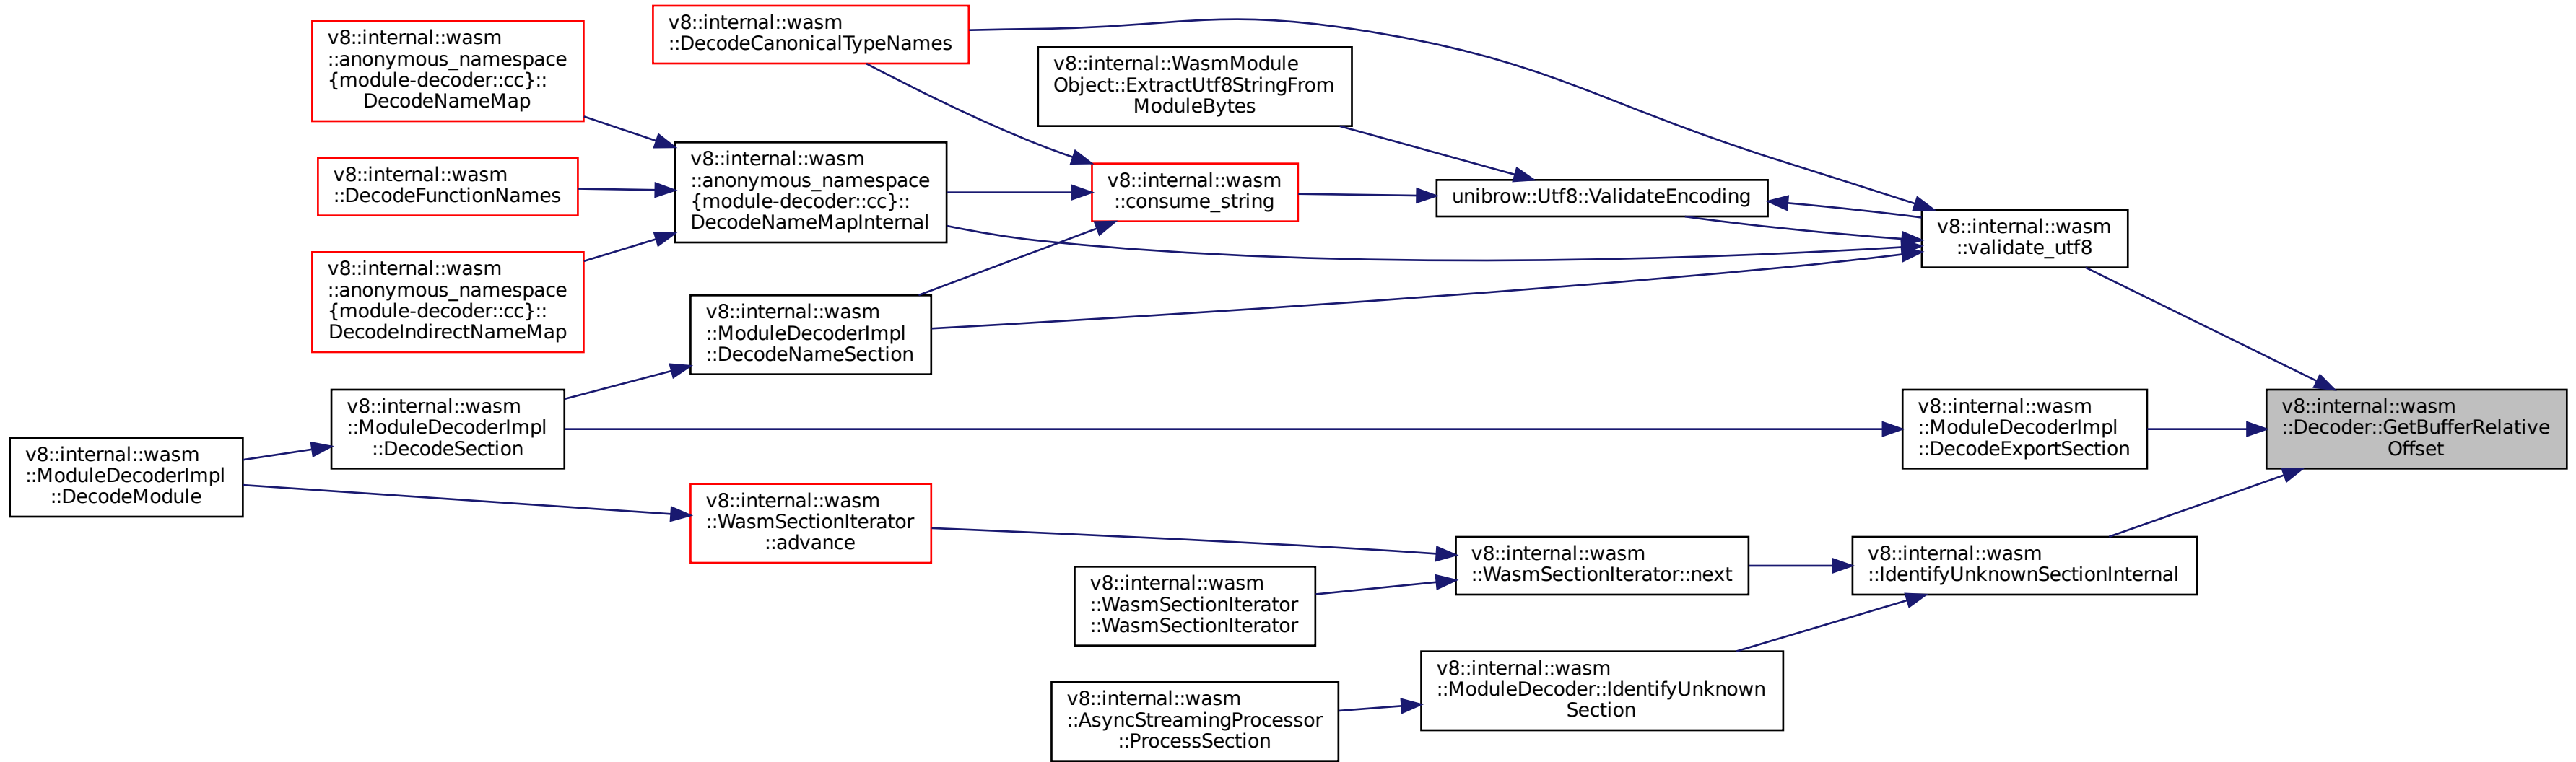 v8::internal::wasm
::DecodeCanonicalTypeNames
v8::internal::wasm
::anonymous_namespace
{module-decoder::cc}::
DecodeNameMap
v8::internal::WasmModule
Object::ExtractUtf8StringFrom
ModuleBytes
v8::internal::wasm
::anonymous_namespace
{module-decoder::cc}::
DecodeNameMapInternal
v8::internal::wasm
::DecodeFunctionNames
v8::internal::wasm
::consume_string
unibrow::Utf8::ValidateEncoding
v8::internal::wasm
::validate_utf8
v8::internal::wasm
::anonymous_namespace
{module-decoder::cc}::
DecodeIndirectNameMap
v8::internal::wasm
::ModuleDecoderImpl
::DecodeNameSection
v8::internal::wasm
::ModuleDecoderImpl
::DecodeSection
v8::internal::wasm
::ModuleDecoderImpl
::DecodeExportSection
v8::internal::wasm
::Decoder::GetBufferRelative
Offset
v8::internal::wasm
::ModuleDecoderImpl
::DecodeModule
v8::internal::wasm
::WasmSectionIterator
::advance
v8::internal::wasm
::WasmSectionIterator::next
v8::internal::wasm
::IdentifyUnknownSectionInternal
v8::internal::wasm
::WasmSectionIterator
::WasmSectionIterator
v8::internal::wasm
::ModuleDecoder::IdentifyUnknown
Section
v8::internal::wasm
::AsyncStreamingProcessor
::ProcessSection